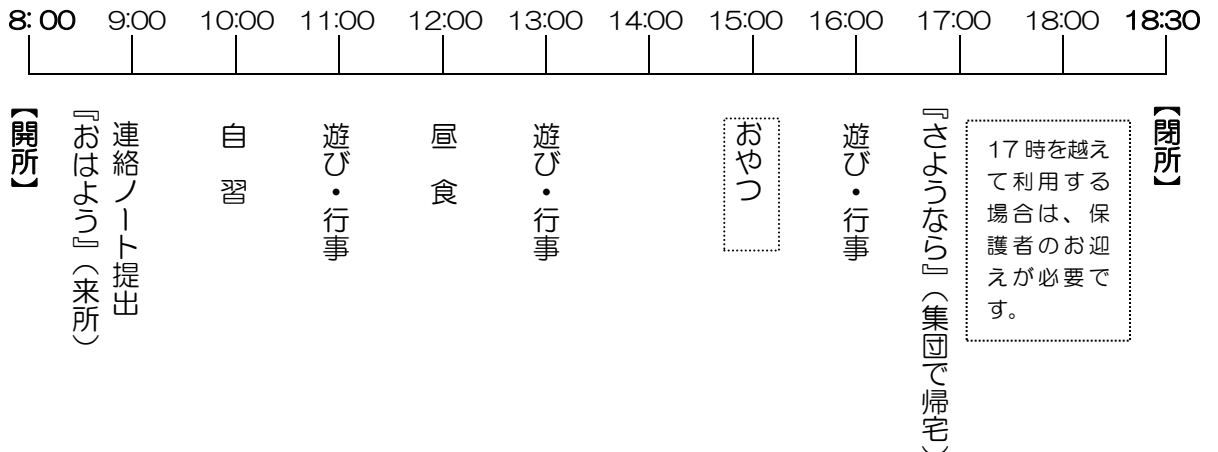 8:00 9:00 10:00 11:00 12:00 13:00 14:00 15:00 16:00 17:00 18:00 18:30
【開所】
『おはよう』（来所）
連絡ノート提出
自習
遊び・行事
昼食
遊び・行事
おやつ
遊び・行事
『さようなら』（集団で帰宅）
17時を越え
て利用する
場合は、保
護者のお迎
えが必要で
す。
【閉所】